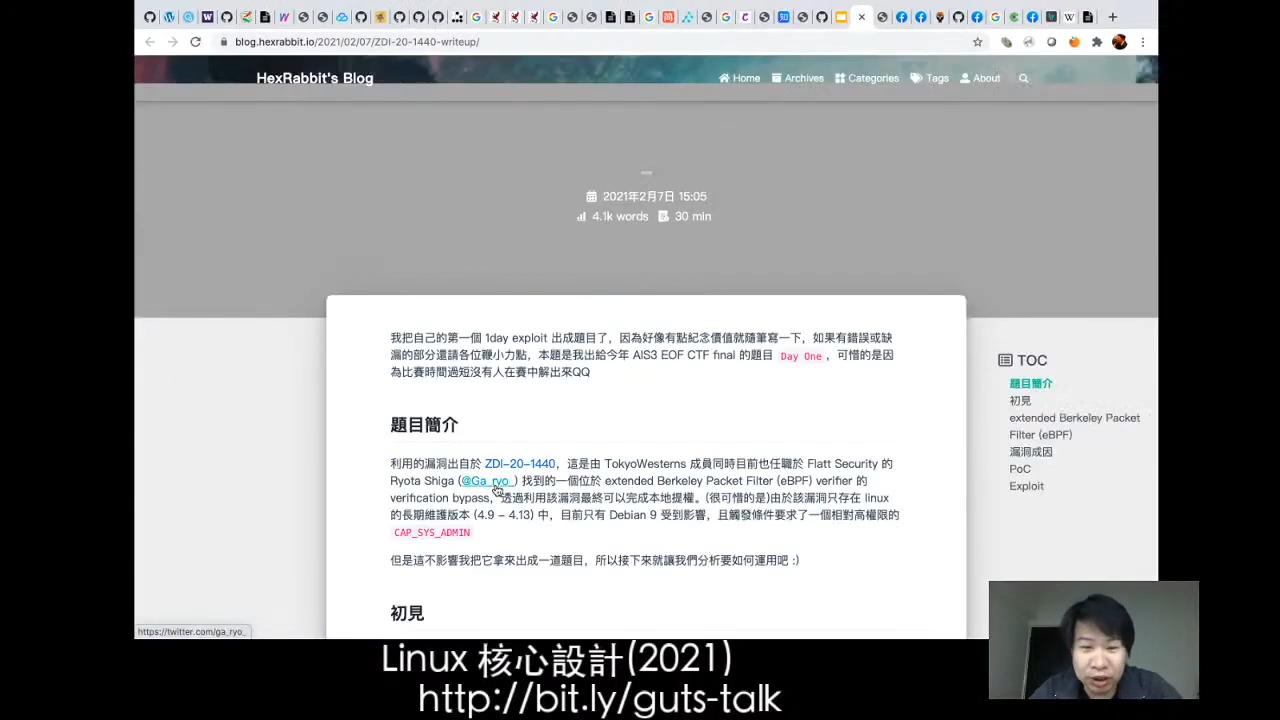 blog.hexrabbit.io/2021/02/07/ZDI-20-1440-writeup/
HexRabbit's Blog
Home
Archives
Categories
Tags
About
2021年2月7日 15:05
4.1k words
30 min
我把自己的第一個 1day exploit 出成題目了，因為好像有點紀念價值就隨筆寫一下，如果有錯誤或缺
漏的部分還請各位鞭小力點，本題是我出給今年 AIS3 EOF CTF final 的題目 Day One，可惜的是因
為比賽時間過短沒有人在賽中解出來QQ
題目簡介
利用的漏洞出自於 ZDI-20-1440，這是由 TokyoWesterns 成員同時目前也任職於 Flatt Security 的
Ryota Shiga (@Ga_ryo_) 找到的一個位於 extended Berkeley Packet Filter (eBPF) verifier 的
verification bypass，透過利用該漏洞最終可以完成本地提權。(很可惜的是)由於該漏洞只存在 linux
的長期維護版本 (4.9 – 4.13) 中，目前只有 Debian 9 受到影響，且觸發條件要求了一個相對高權限的
CAP_SYS_ADMIN
但是這不影響我把它拿來出成一道題目，所以接下來就讓我們分析要如何運用吧 :)
初見
TOC
題目簡介
初見
extended Berkeley Packet
Filter (eBPF)
漏洞成因
PoC
Exploit
https://twitter.com/ga_ryo_
Linux 核心設計(2021)
http://bit.ly/guts-talk